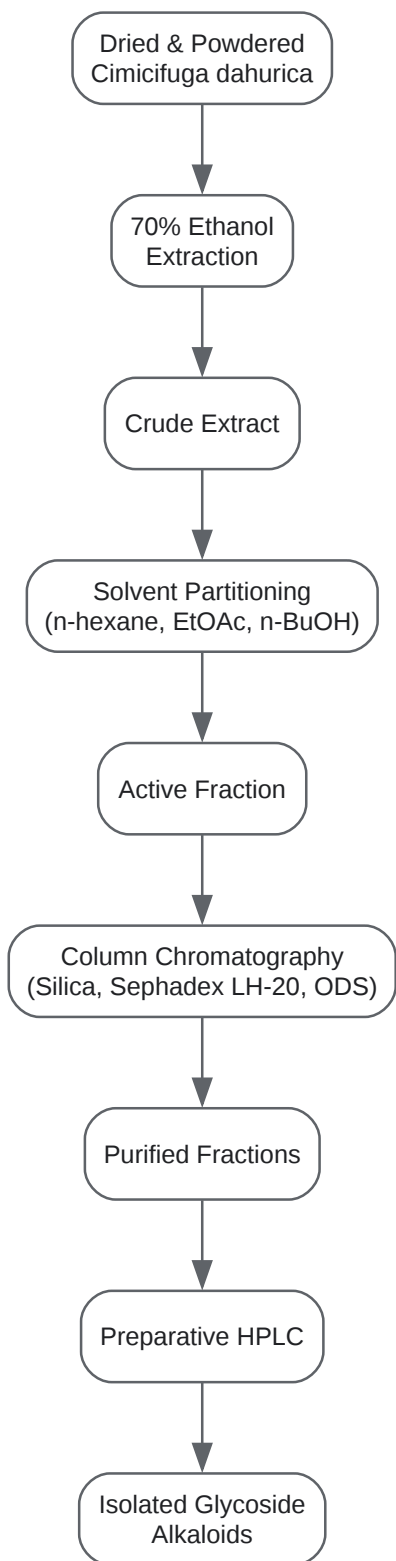 Dried & Powdered
Cimicifuga dahurica
70% Ethanol
Extraction
Crude Extract
Solvent Partitioning
(n-hexane, EtOAc, n-BuOH)
Active Fraction
Column Chromatography
(Silica, Sephadex LH-20, ODS)
Purified Fractions
Preparative HPLC
Isolated Glycoside
Alkaloids